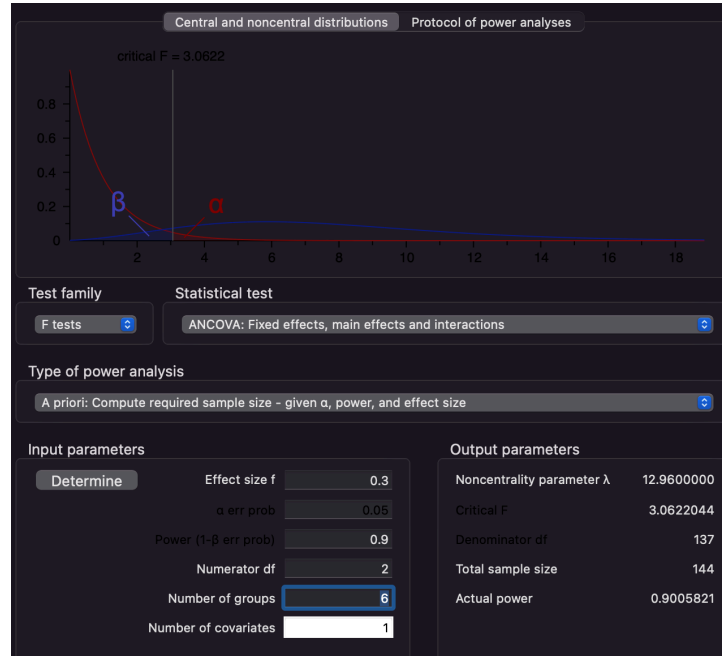 Central and noncentral distributions Protocol of power analyses
critical F = 3.0622
0.8
0.6
0.4
β α
0.2
0
2 4 6 8 10 12 14 16 18
Test family Statistical test
F tests ANCOVA: Fixed effects, main effects and interactions
Type of power analysis
A priori: Compute required sample size – given α, power, and effect size
Input parameters Output parameters
Determine Effect size f 0.3 Noncentrality parameter λ 12.9600000
α err prob 0.05 Critical F 3.0622044
Power (1-β err prob) 0.9 Denominator df 137
Numerator df 2 Total sample size 144
Number of groups 6 Actual power 0.9005821
Number of covariates 1